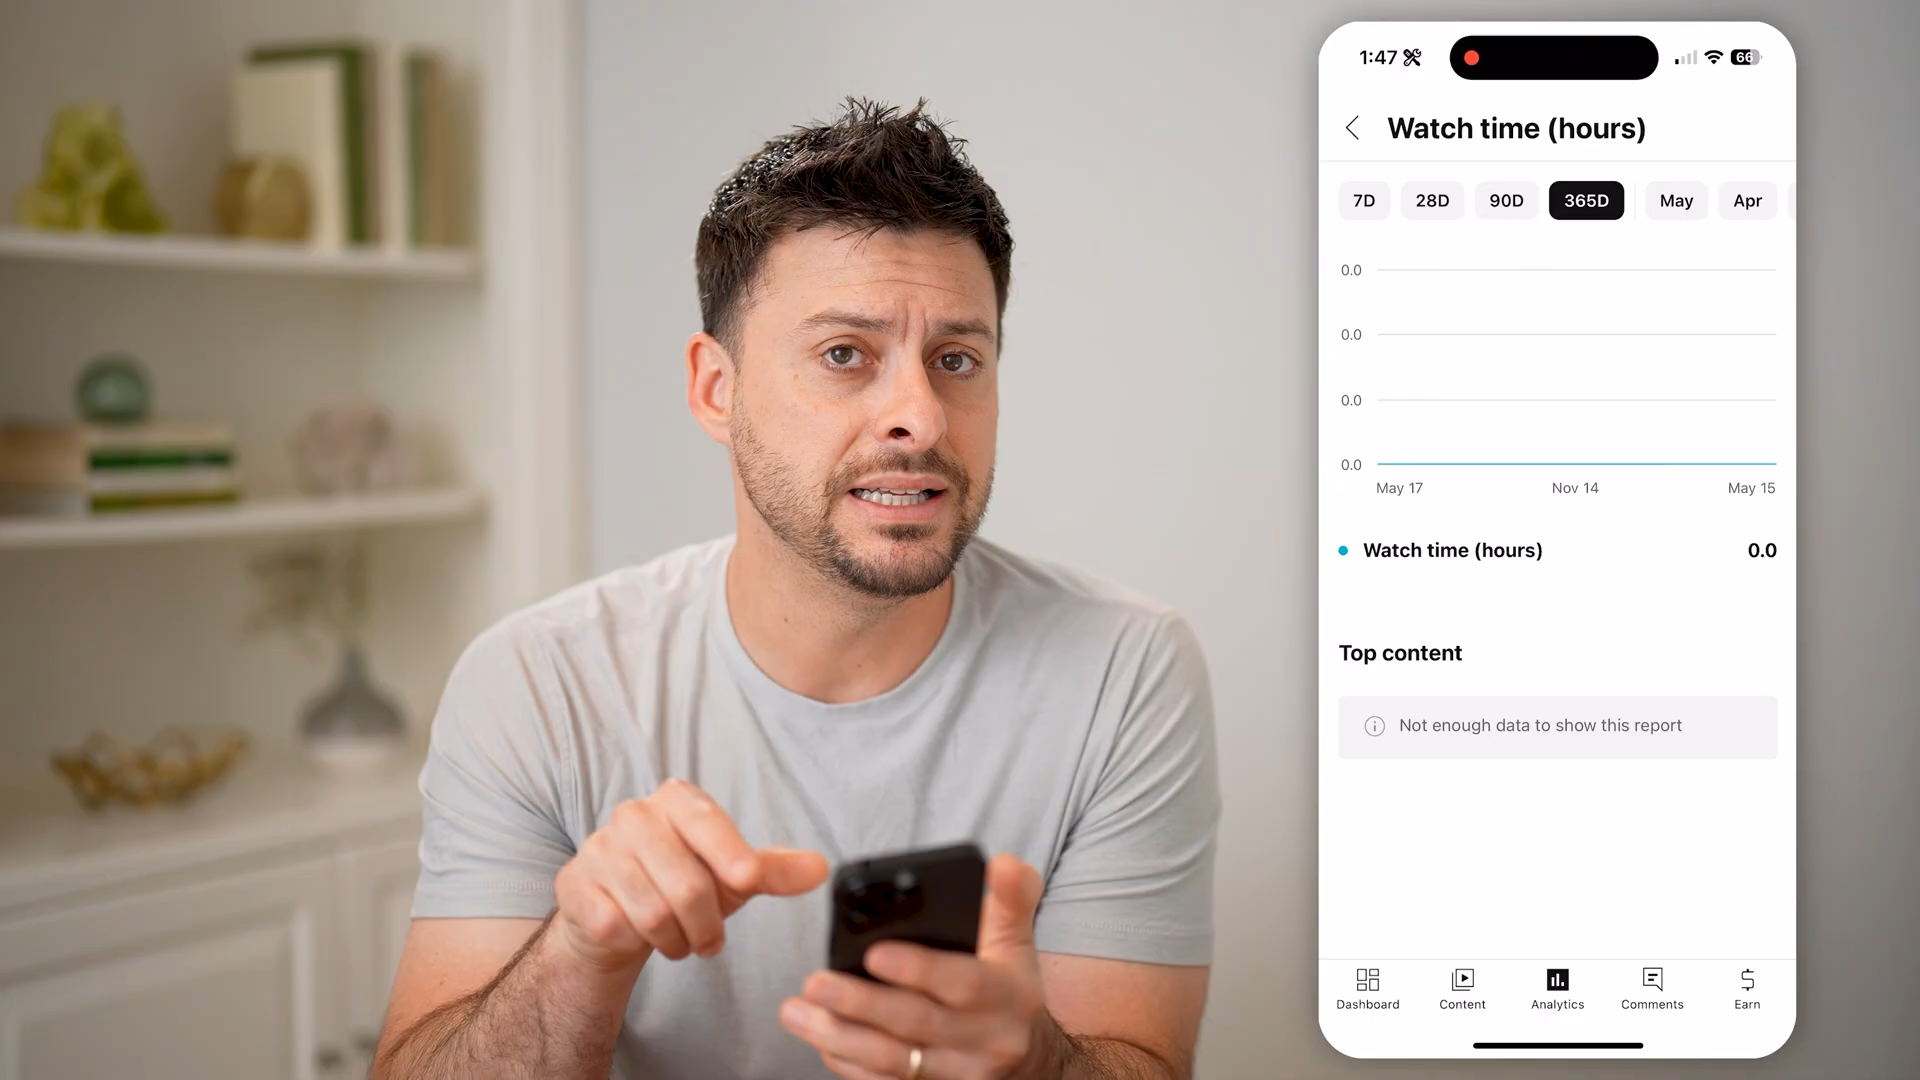 1:47
66
Watch time (hours)
7D 28D 90D 365D May Apr
0.0
0.0
0.0
0.0
May 17 Nov 14 May 15
Watch time (hours) 0.0
Top content
Not enough data to show this report
Dashboard Content Analytics Comments Earn